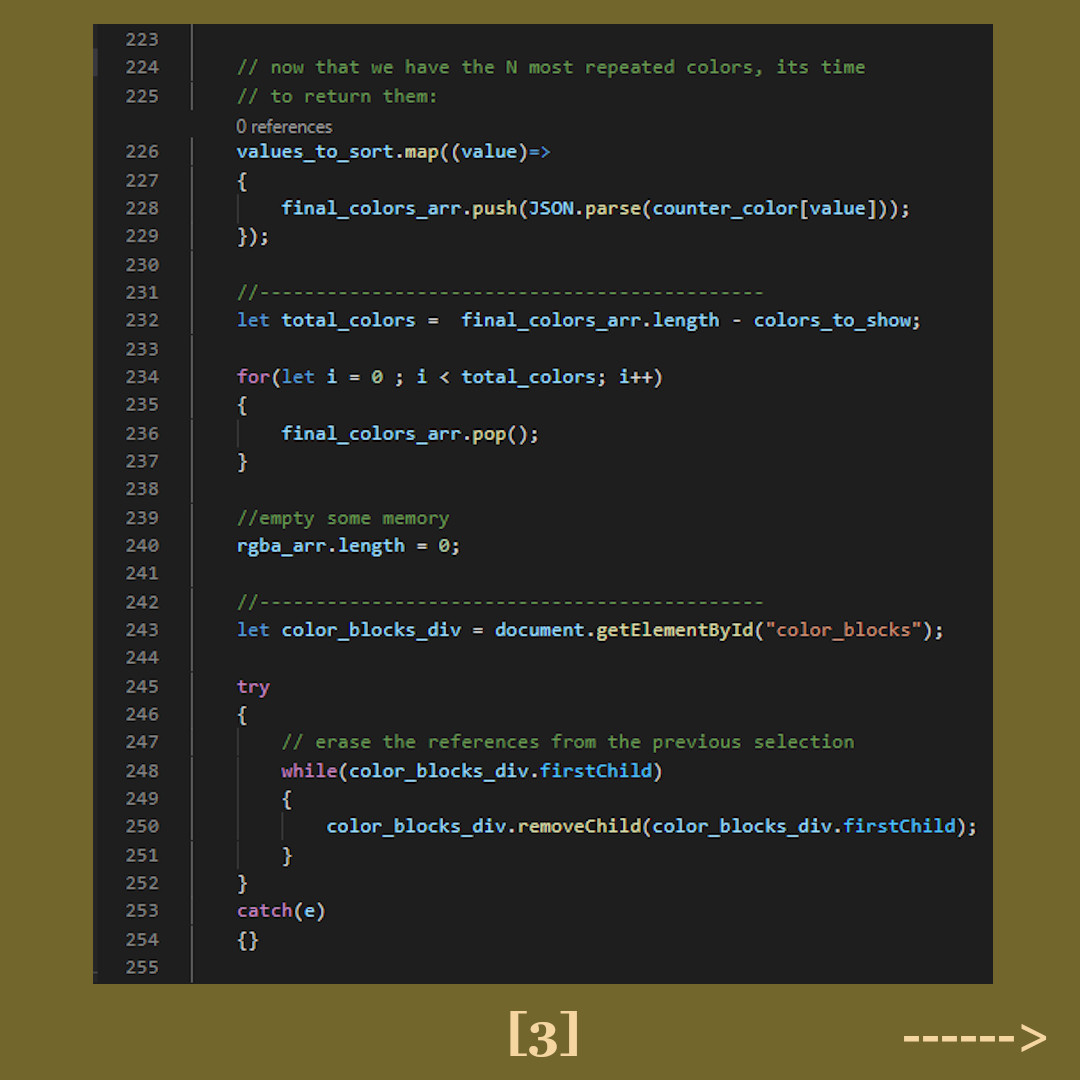 223
224 // now that we have the N most repeated colors, its time
225 // to return them:
0 references
226 values_to_sort.map((value)=>
227 {
228     final_colors_arr.push(JSON.parse(counter_color[value]));
229 });
230
231 //---------------------------------------------
232 let total_colors =  final_colors_arr.length - colors_to_show;
233
234 for(let i = 0 ; i < total_colors; i++)
235 {
236     final_colors_arr.pop();
237 }
238
239 //empty some memory
240 rgba_arr.length = 0;
241
242 //---------------------------------------------
243 let color_blocks_div = document.getElementById("color_blocks");
244
245 try
246 {
247     // erase the references from the previous selection
248     while(color_blocks_div.firstChild)
249     {
250         color_blocks_div.removeChild(color_blocks_div.firstChild);
251     }
252 }
253 catch(e)
254 {}
255
[3] ------>